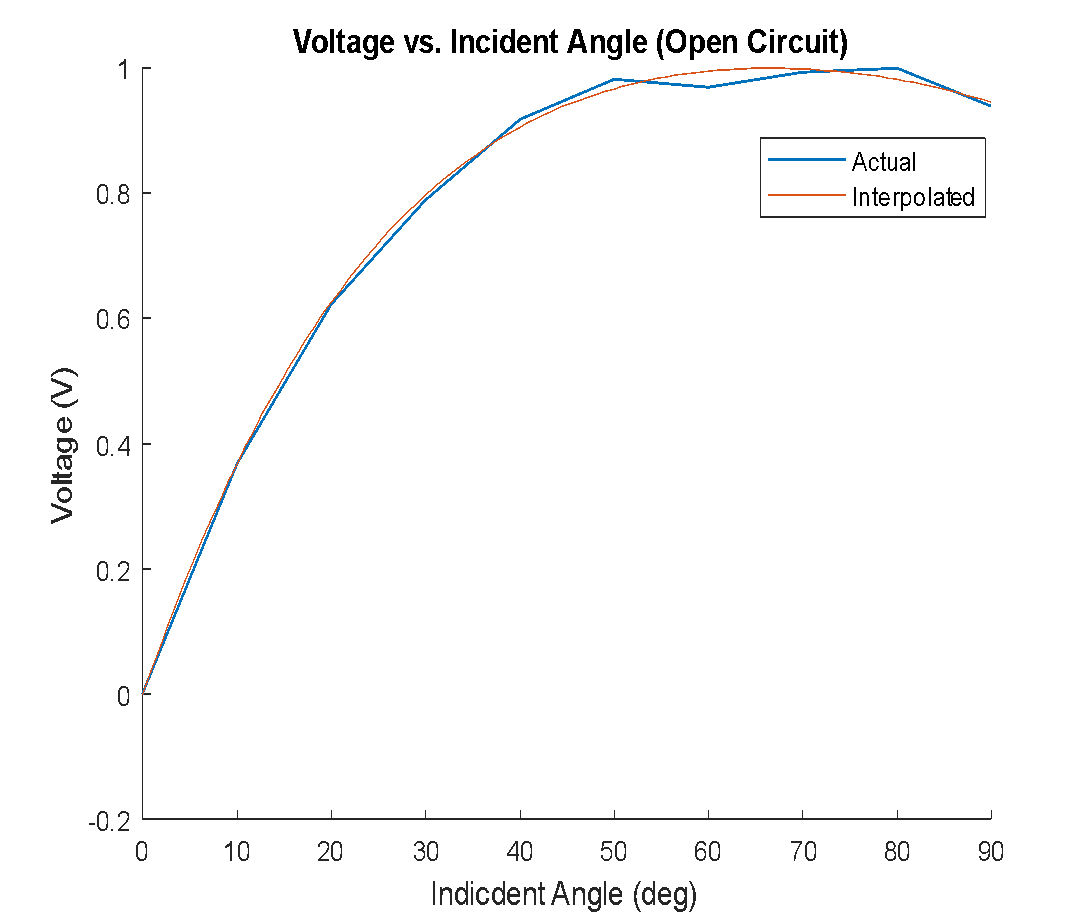 Voltage vs. Incident Angle (Open Circuit)
1
0.8
0.6
0.4
0.2
0
-0.2
Voltage (V)
Actual
Interpolated
0 10 20 30 40 50 60 70 80 90
Indicdent Angle (deg)